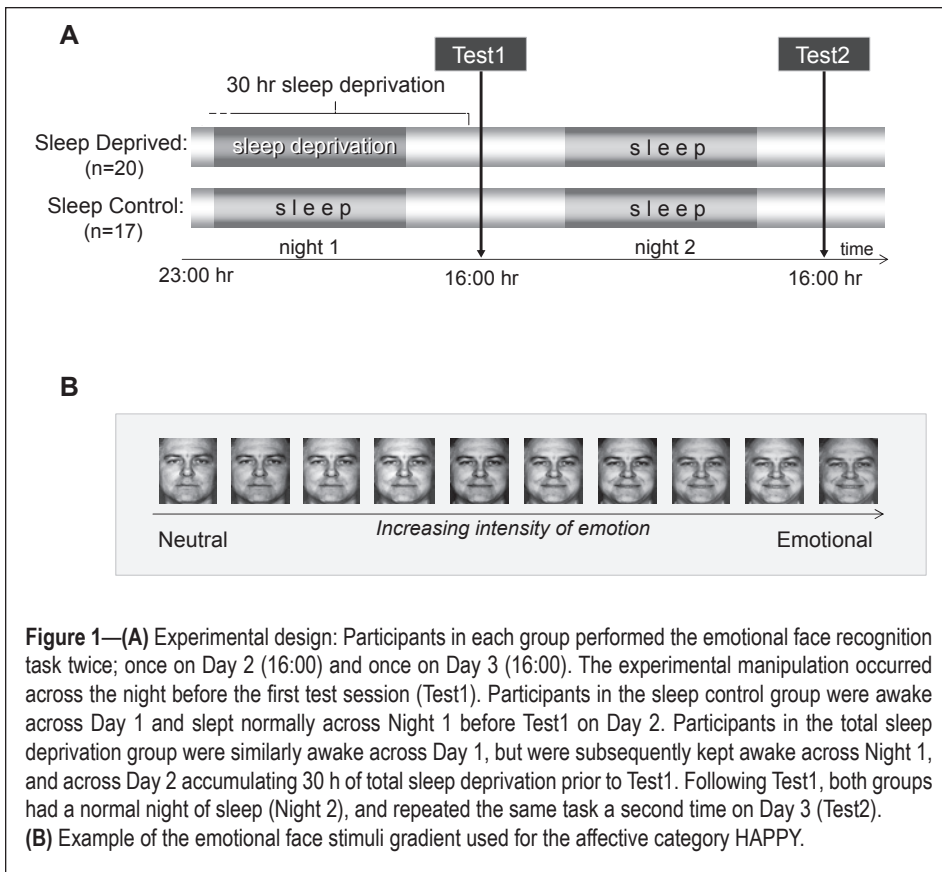 A
Test1
Test2
30 hr sleep deprivation
Sleep Deprived:
(n=20)
sleep deprivation
sleep
Sleep Control:
(n=17)
sleep
sleep
night 1
night 2
time
23:00 hr
16:00 hr
16:00 hr
B
Increasing intensity of emotion
Neutral
Emotional
Figure 1—(A) Experimental design: Participants in each group performed the emotional face recognition
task twice; once on Day 2 (16:00) and once on Day 3 (16:00). The experimental manipulation occurred
across the night before the first test session (Test1). Participants in the sleep control group were awake
across Day 1 and slept normally across Night 1 before Test1 on Day 2. Participants in the total sleep
deprivation group were similarly awake across Day 1, but were subsequently kept awake across Night 1,
and across Day 2 accumulating 30 h of total sleep deprivation prior to Test1. Following Test1, both groups
had a normal night of sleep (Night 2), and repeated the same task a second time on Day 3 (Test2).
(B) Example of the emotional face stimuli gradient used for the affective category HAPPY.